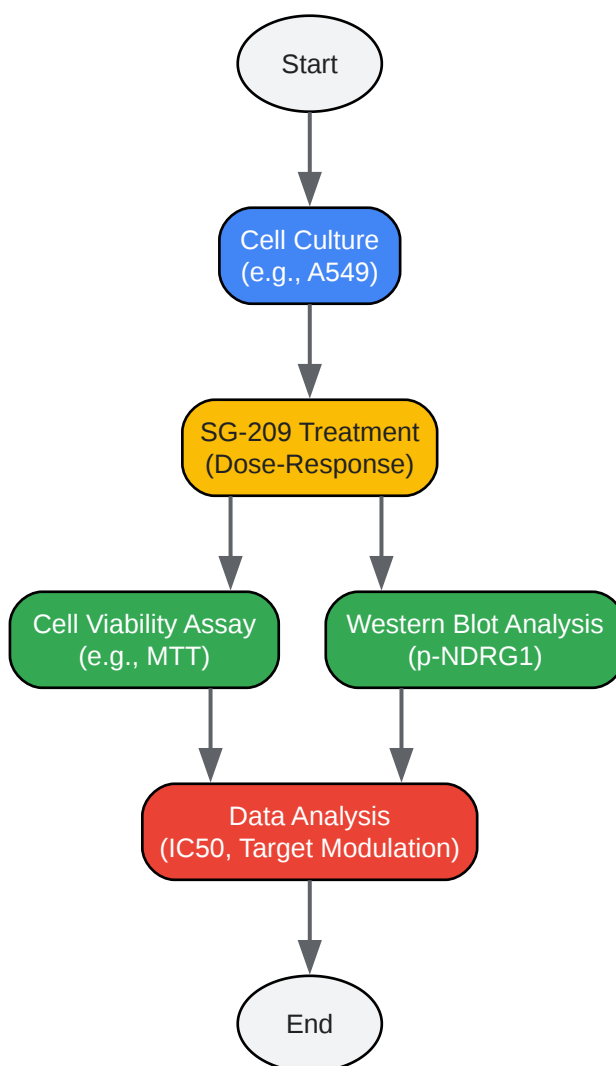 Start
Cell Culture
(e.g., A549)
SG-209 Treatment
(Dose-Response)
Cell Viability Assay
(e.g., MTT)
Western Blot Analysis
(p-NDRG1)
Data Analysis
(IC50, Target Modulation)
End